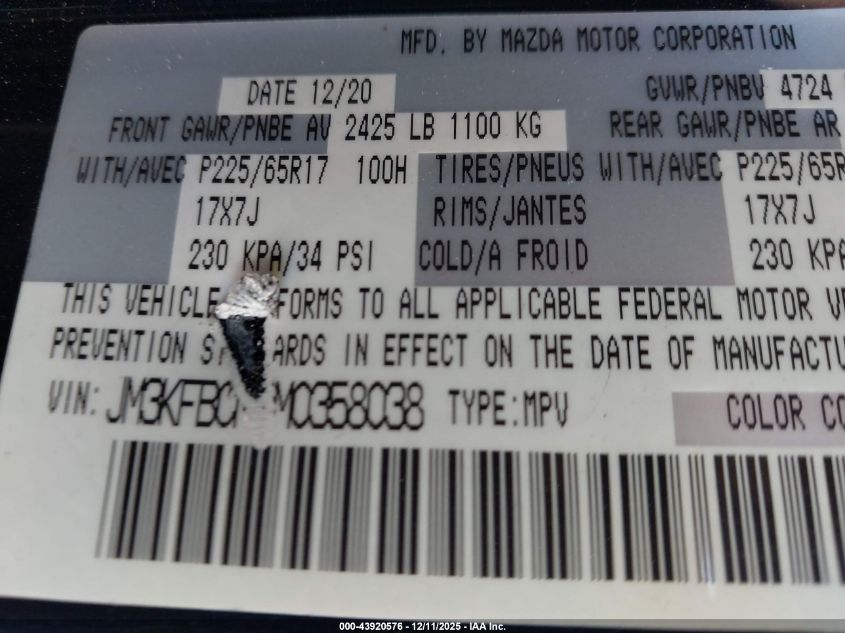 MFD. BY MAZDA MOTOR CORPORATION
DATE 12/20 GVWR/PNBV 4724
FRONT GAWR/PNBE AV 2425 LB 1100 KG REAR GAWR/PNBE AR
WITH/AVEC P225/65R17 100H TIRES/PNEUS WITH/AVEC P225/65R
17X7J RIMS/JANTES 17X7J
230 KPA/34 PSI COLD/A FROID 230 KPA
THIS VEHICLE FORMS TO ALL APPLICABLE FEDERAL MOTOR VE
PREVENTION S ARDS IN EFFECT ON THE DATE OF MANUFACTU
VIN: JM3KFBC M0358038 TYPE:MPV COLOR CO
000-43920576 - 12/11/2025 - IAA Inc.